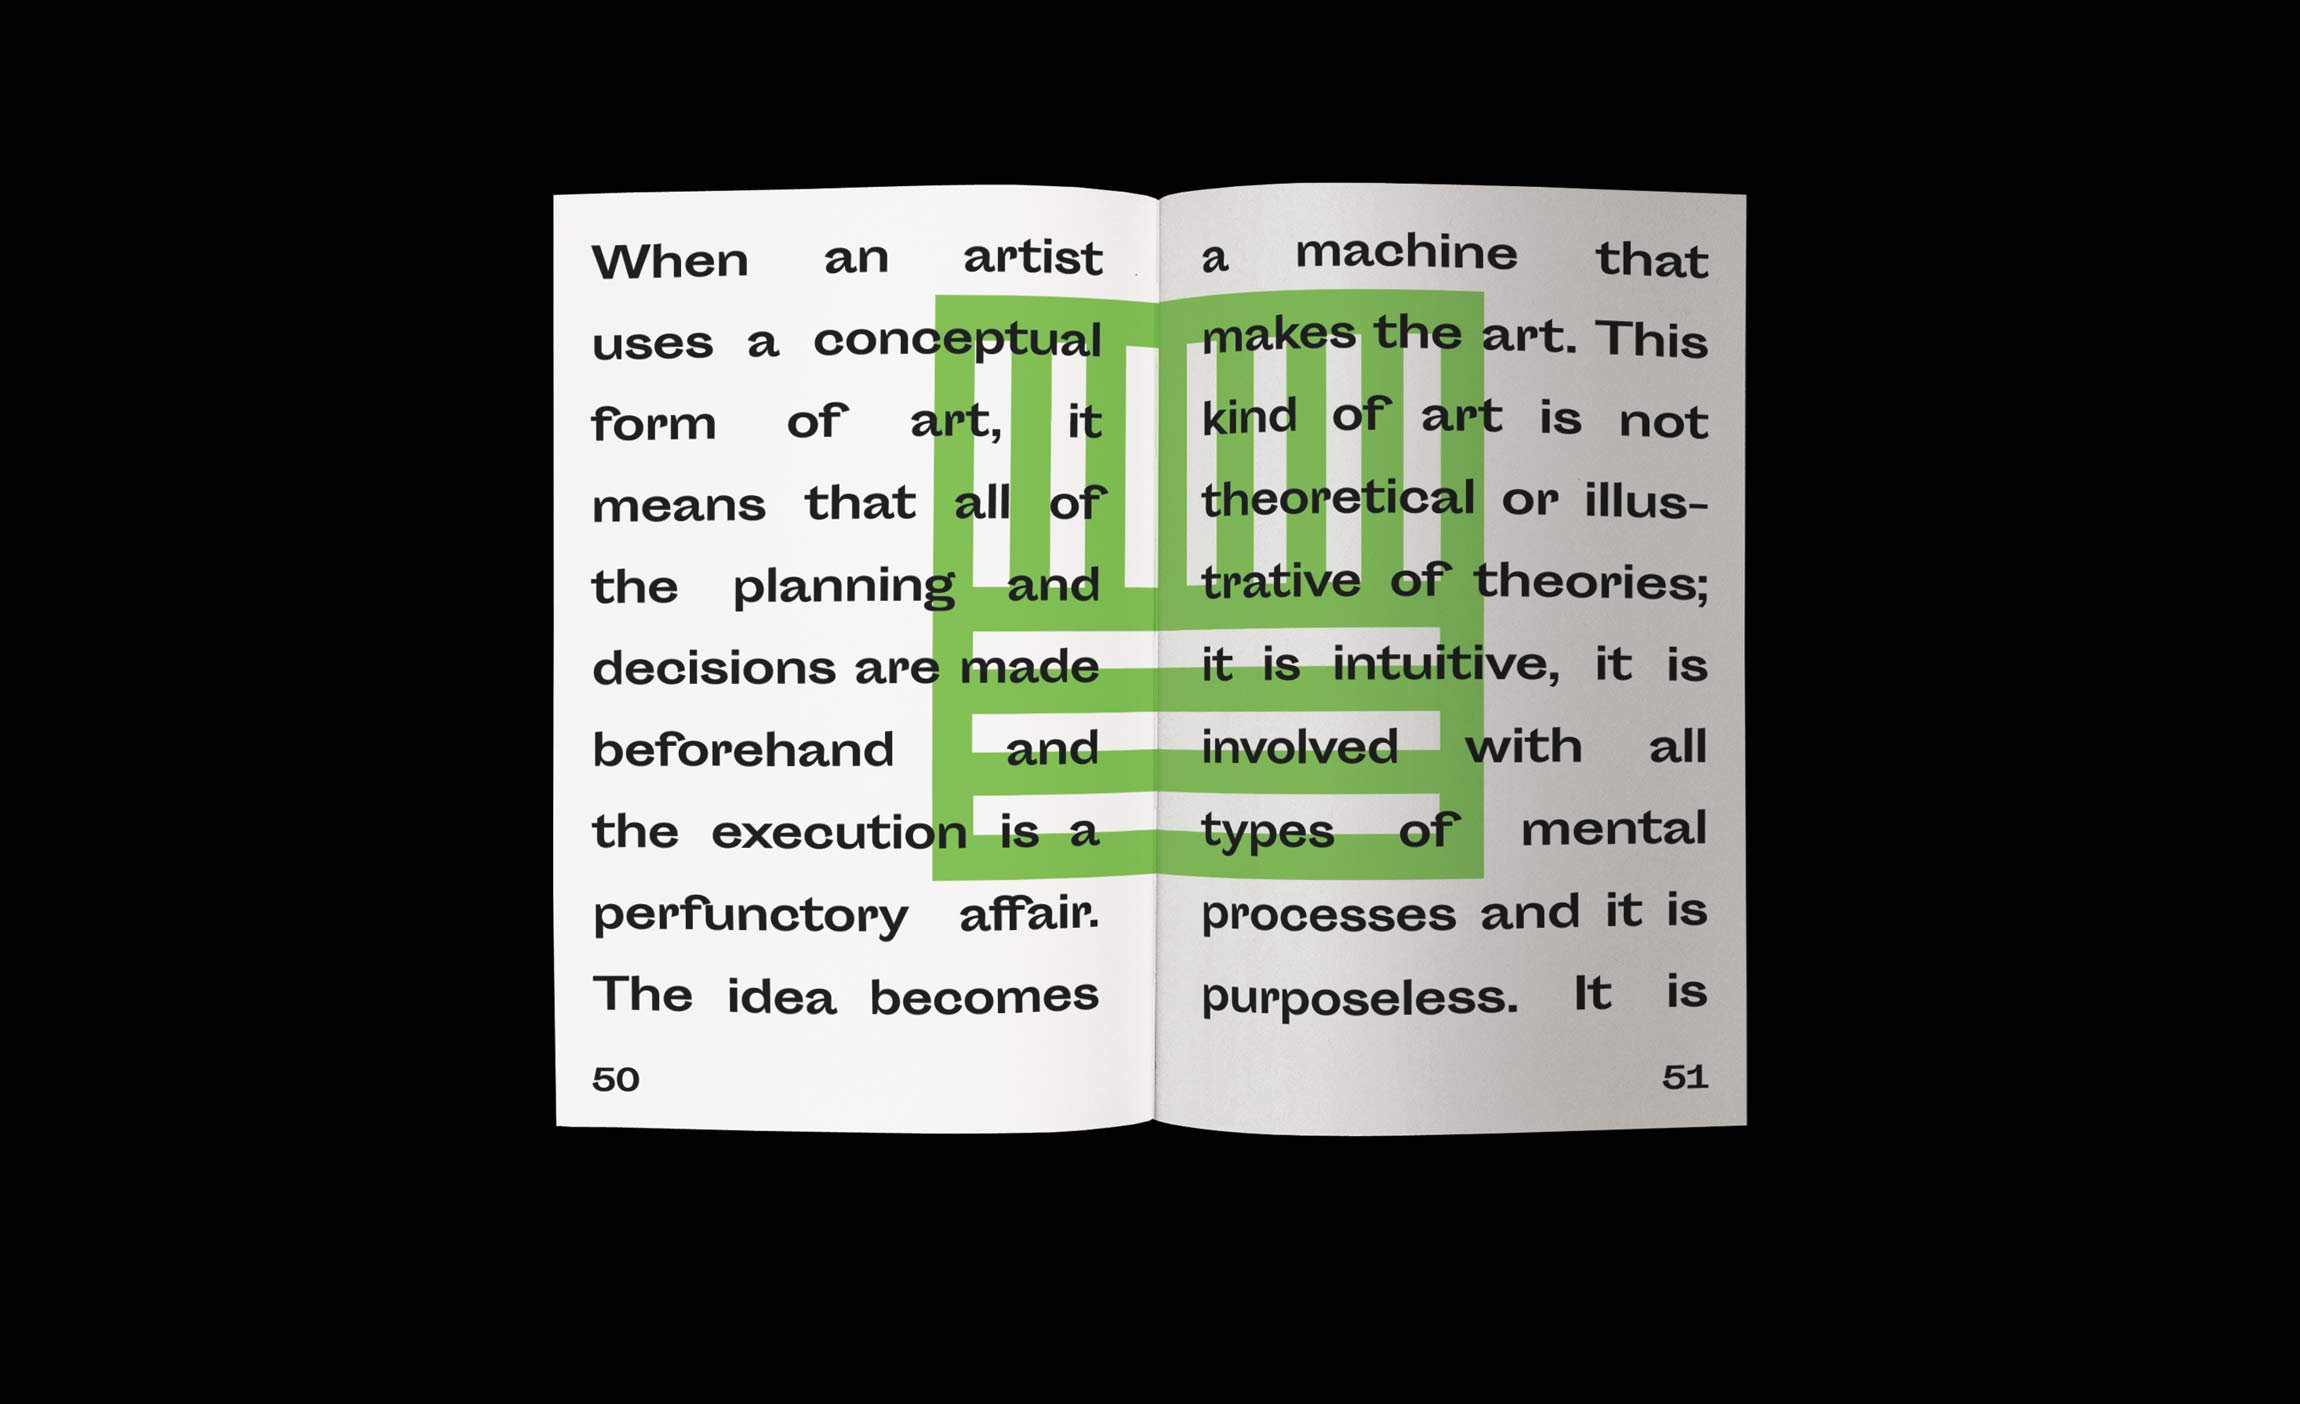 When an artist
uses a conceptual
form of art, it
means that all of
the planning and
decisions are made
beforehand and
the execution is a
perfunctory affair.
The idea becomes
50
a machine that
makes the art. This
kind of art is not
theoretical or illus-
trative of theories;
it is intuitive, it is
involved with all
types of mental
processes and it is
purposeless. It is
51